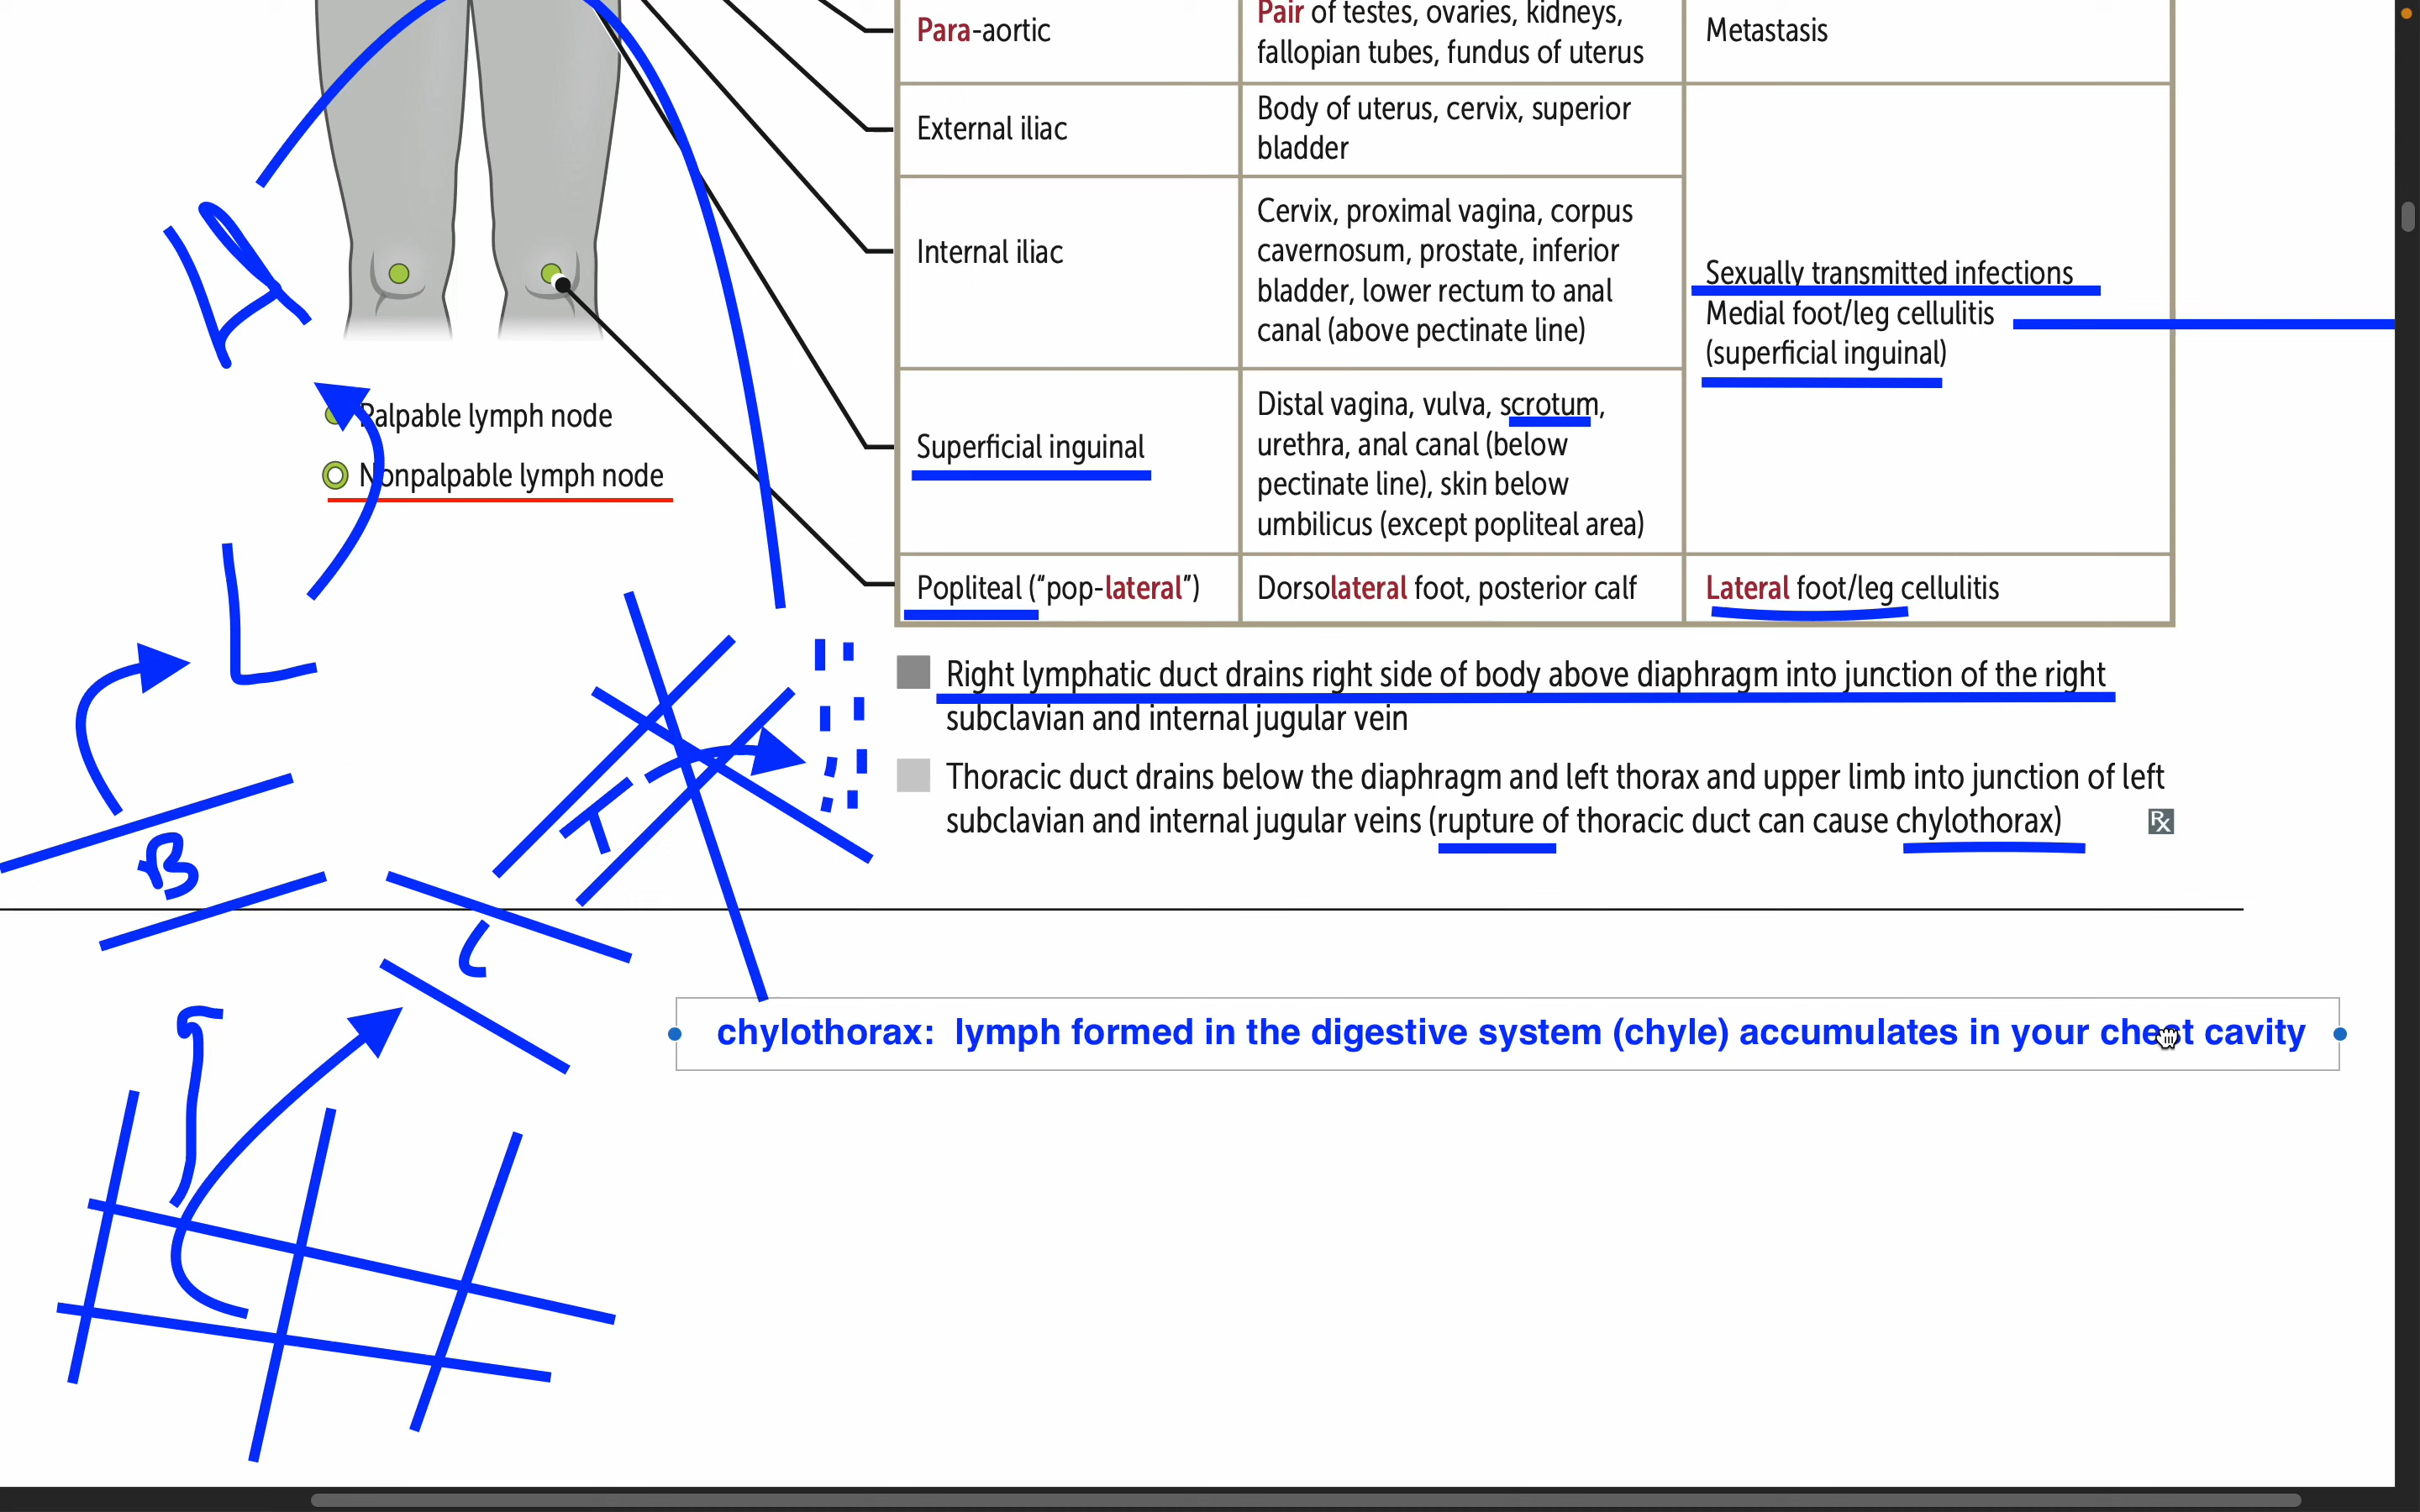 Para-aortic
Pair of testes, ovaries, kidneys,
fallopian tubes, fundus of uterus
Metastasis
External iliac
Body of uterus, cervix, superior
bladder
Internal iliac
Cervix, proximal vagina, corpus
cavernosum, prostate, inferior
bladder, lower rectum to anal
canal (above pectinate line)
Sexually transmitted infections
Medial foot/leg cellulitis
(superficial inguinal)
Superficial inguinal
Distal vagina, vulva, scrotum,
urethra, anal canal (below
pectinate line), skin below
umbilicus (except popliteal area)
Popliteal (“pop-lateral”)
Dorsolateral foot, posterior calf
Lateral foot/leg cellulitis
Palpable lymph node
Nonpalpable lymph node
Right lymphatic duct drains right side of body above diaphragm into junction of the right
subclavian and internal jugular vein
Thoracic duct drains below the diaphragm and left thorax and upper limb into junction of left
subclavian and internal jugular veins (rupture of thoracic duct can cause chylothorax)
Rx
L
B
T
C
chylothorax:  lymph formed in the digestive system (chyle) accumulates in your chest cavity